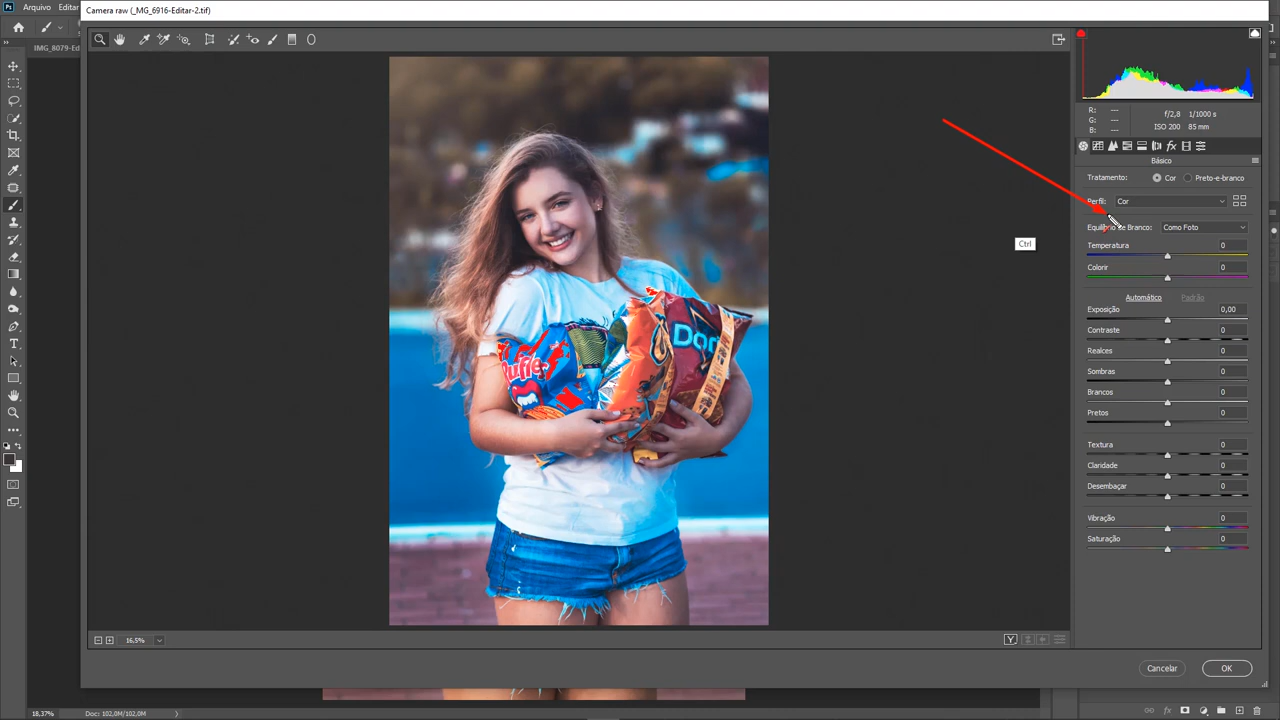 Arquivo Editar
Camera raw (_MG_6916-Editar-2.tif)
IMG_8079-Ed
R: ---
G: ---
B: ---
f/2,8 1/1000 s
ISO 200 85 mm
Básico
Tratamento: Cor Preto-e-branco
Perfil: Cor
Equilíbrio de Branco: Como Foto
Ctrl
Temperatura 0
Colorir 0
Automático Padrão
Exposição 0,00
Contraste 0
Realces 0
Sombras 0
Brancos 0
Pretos 0
Textura 0
Claridade 0
Desembaçar 0
Vibração 0
Saturação 0
Ruffles
Dor
16,5%
Cancelar OK
18,37% Doc: 102,0M/102,0M